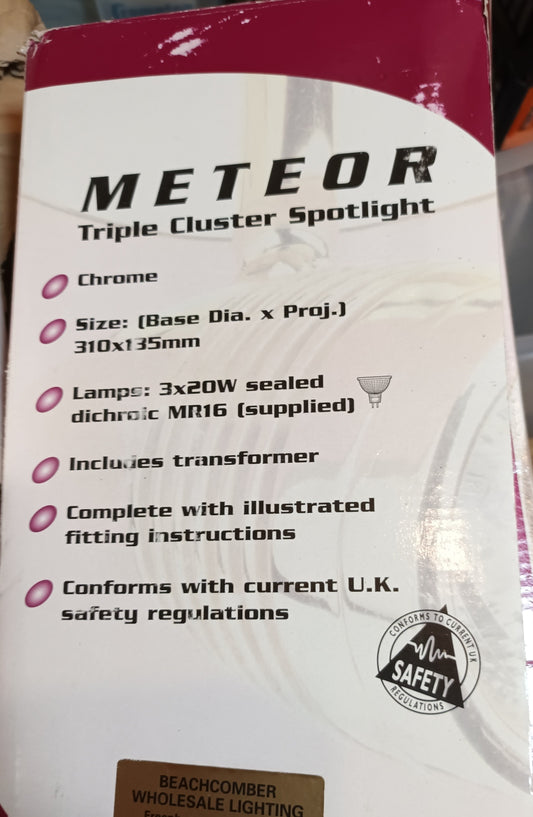 METEOR
Triple Cluster Spotlight
Chrome
Size: (Base Dia. x Proj.)
310x135mm
Lamps: 3x20W sealed
dichroic MR16 (supplied)
Includes transformer
Complete with illustrated
fitting instructions
Conforms with current U.K.
safety regulations
CONFORMS TO CURRENT UK
SAFETY
REGULATIONS
BEACHCOMBER
WHOLESALE LIGHTING